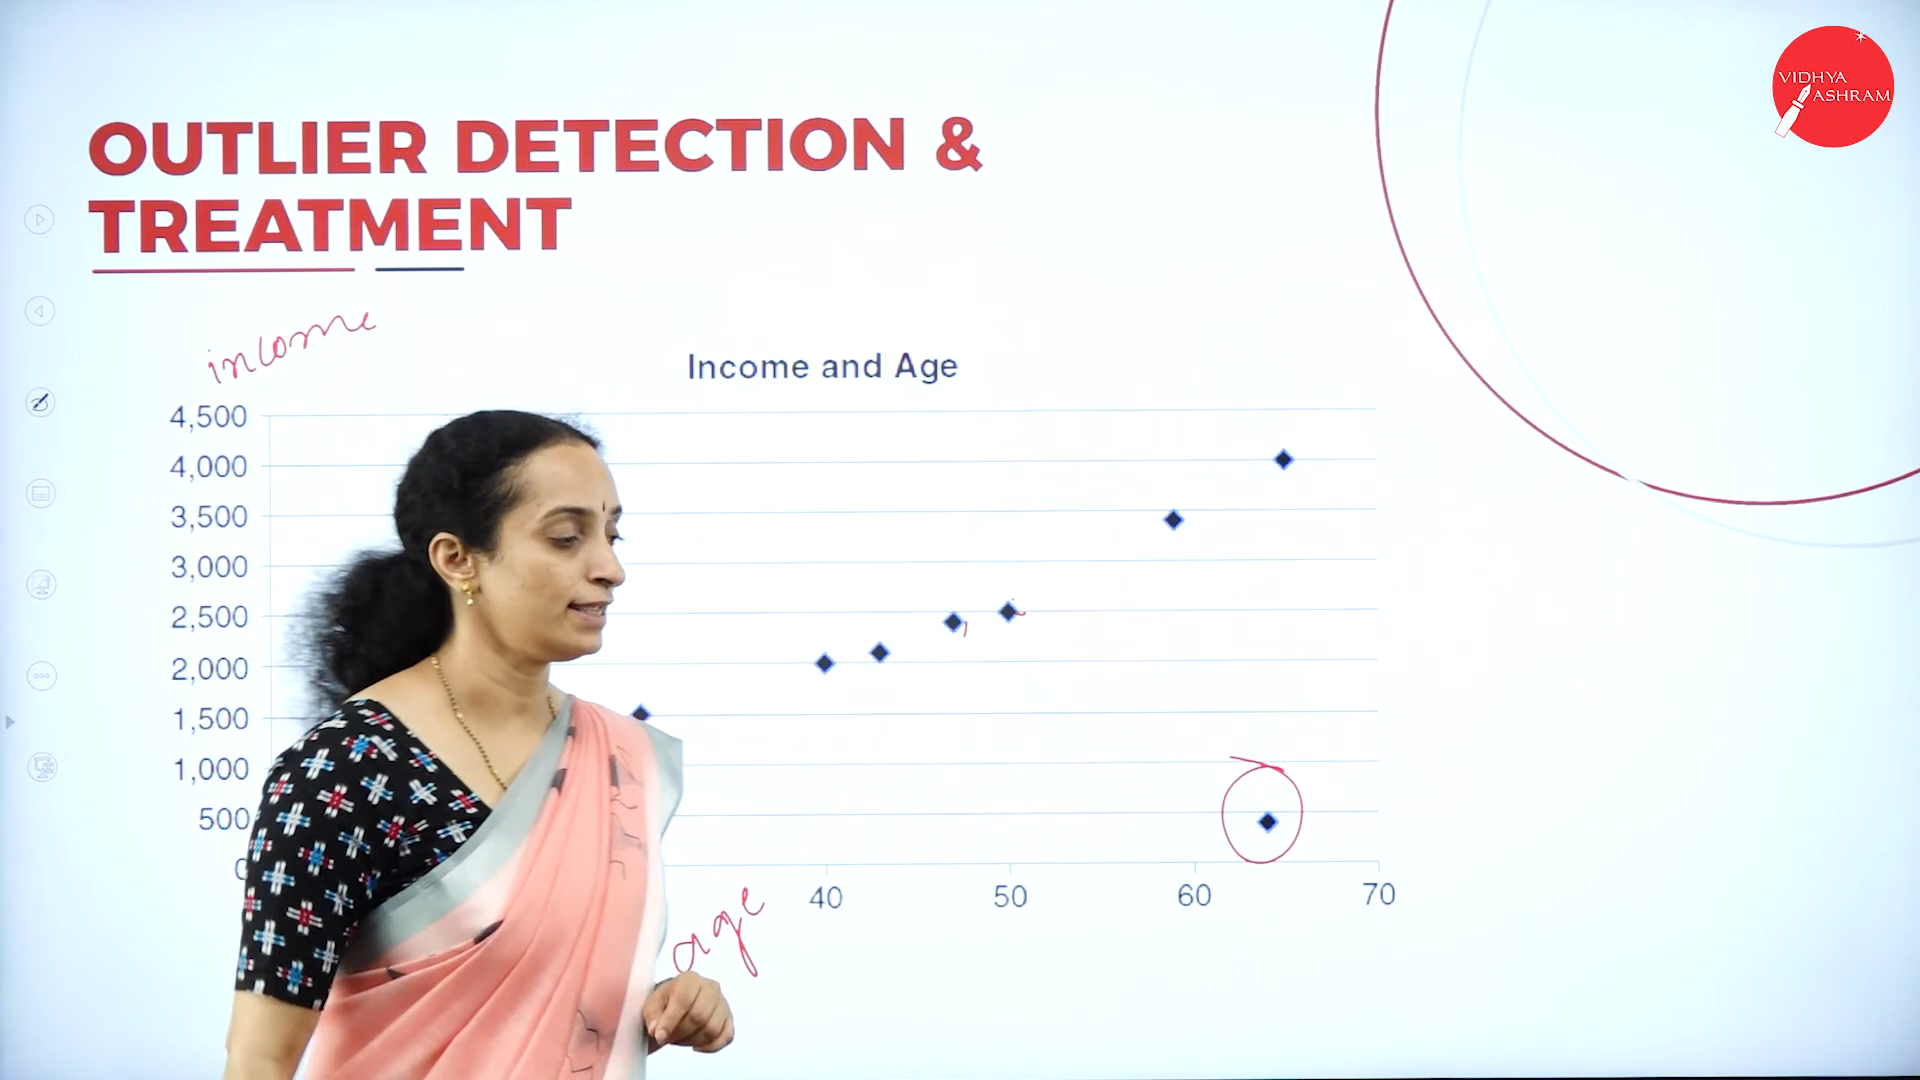 VIDHYA
ASHRAM
OUTLIER DETECTION &
TREATMENT
income
Income and Age
4,500
4,000
3,500
3,000
2,500
2,000
1,500
1,000
500
0
40 50 60 70
age